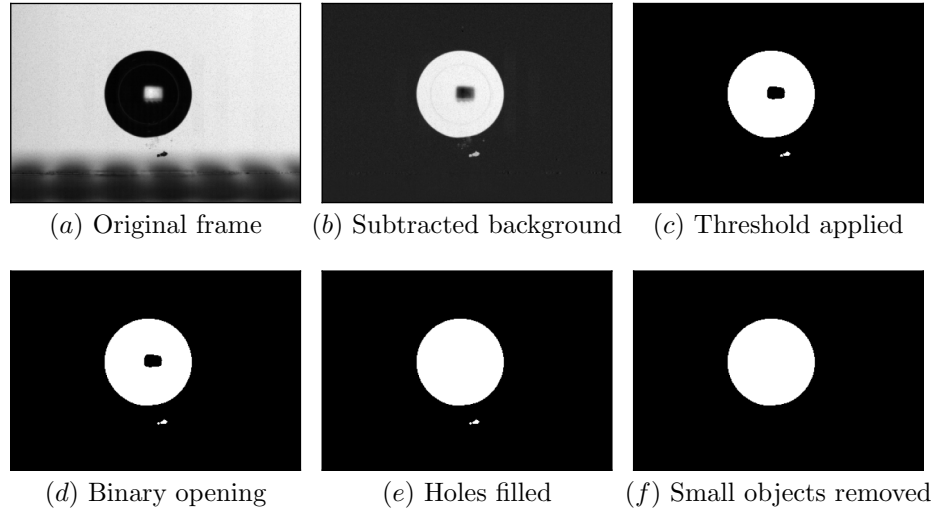 (a) Original frame
(b) Subtracted background
(c) Threshold applied
(d) Binary opening
(e) Holes filled
(f) Small objects removed